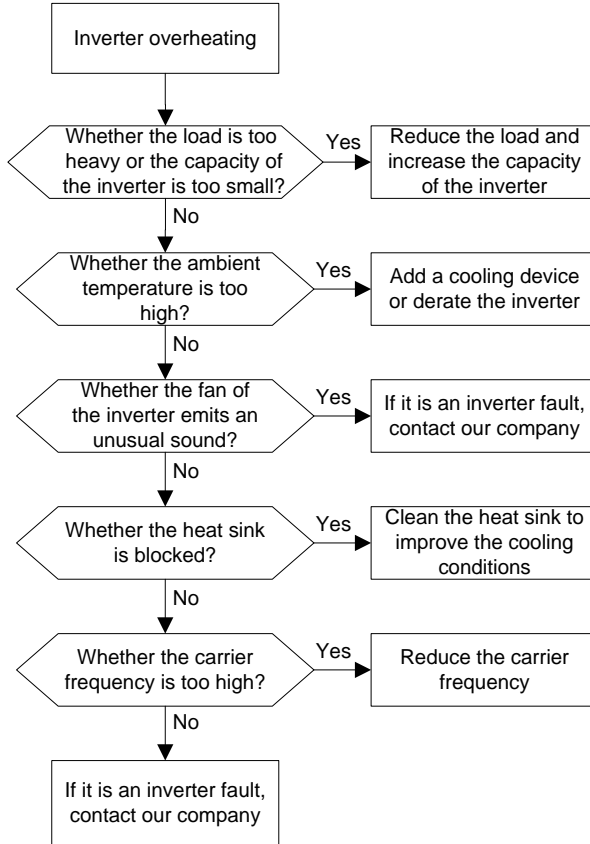 Inverter overheating
Whether the load is too
heavy or the capacity of
the inverter is too small?
Yes
Reduce the load and
increase the capacity
of the inverter
No
Whether the ambient
temperature is too
high?
Yes
Add a cooling device
or derate the inverter
No
Whether the fan of
the inverter emits an
unusual sound?
Yes
If it is an inverter fault,
contact our company
No
Whether the heat sink
is blocked?
Yes
Clean the heat sink to
improve the cooling
conditions
No
Whether the carrier
frequency is too high?
Yes
Reduce the carrier
frequency
No
If it is an inverter fault,
contact our company